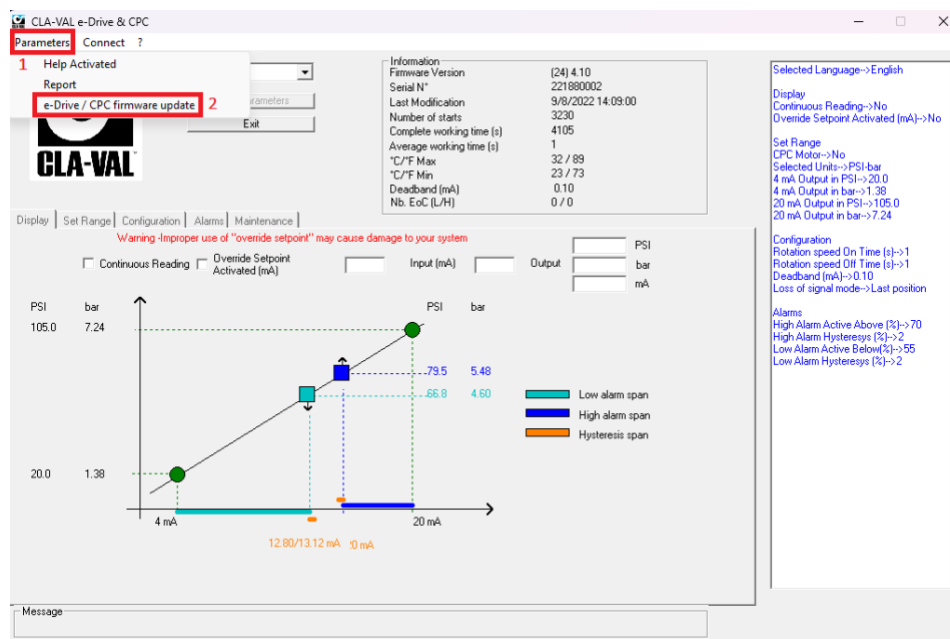 CLA-VAL e-Drive & CPC
Parameters Connect ?
1 Help Activated
Report
e-Drive / CPC firmware update 2
Exit
CLA-VAL
Information
Firmware Version (24) 4.10
Serial N° 221880002
Last Modification 9/8/2022 14:09:00
Number of starts 3230
Complete working time (s) 4105
Average working time (s) 1
°C/°F Max 32 / 89
°C/°F Min 23 / 73
Deadband (mA) 0.10
Nb. EoC (L/H) 0 / 0
Display Set Range Configuration Alarms Maintenance
Warning -Improper use of "override setpoint" may cause damage to your system
Continuous Reading
Override Setpoint
Activated (mA)
Input (mA)
Output
PSI
bar
mA
PSI bar
105.0 7.24
20.0 1.38
PSI bar
79.5 5.48
66.8 4.60
4 mA
20 mA
12.80/13.12 mA
Low alarm span
High alarm span
Hysteresis span
Message
Selected Language-->English
Display
Continuous Reading-->No
Override Setpoint Activated (mA)-->No
Set Range
CPC Motor-->No
Selected Units-->PSI-bar
4 mA Output in PSI-->20.0
4 mA Output in bar-->1.38
20 mA Output in PSI-->105.0
20 mA Output in bar-->7.24
Configuration
Rotation speed On Time (s)-->1
Rotation speed Off Time (s)-->1
Deadband (mA)-->0.10
Loss of signal mode-->Last position
Alarms
High Alarm Active Above (%)-->70
High Alarm Hysteresys (%)-->2
Low Alarm Active Below(%)-->55
Low Alarm Hysteresys (%)-->2